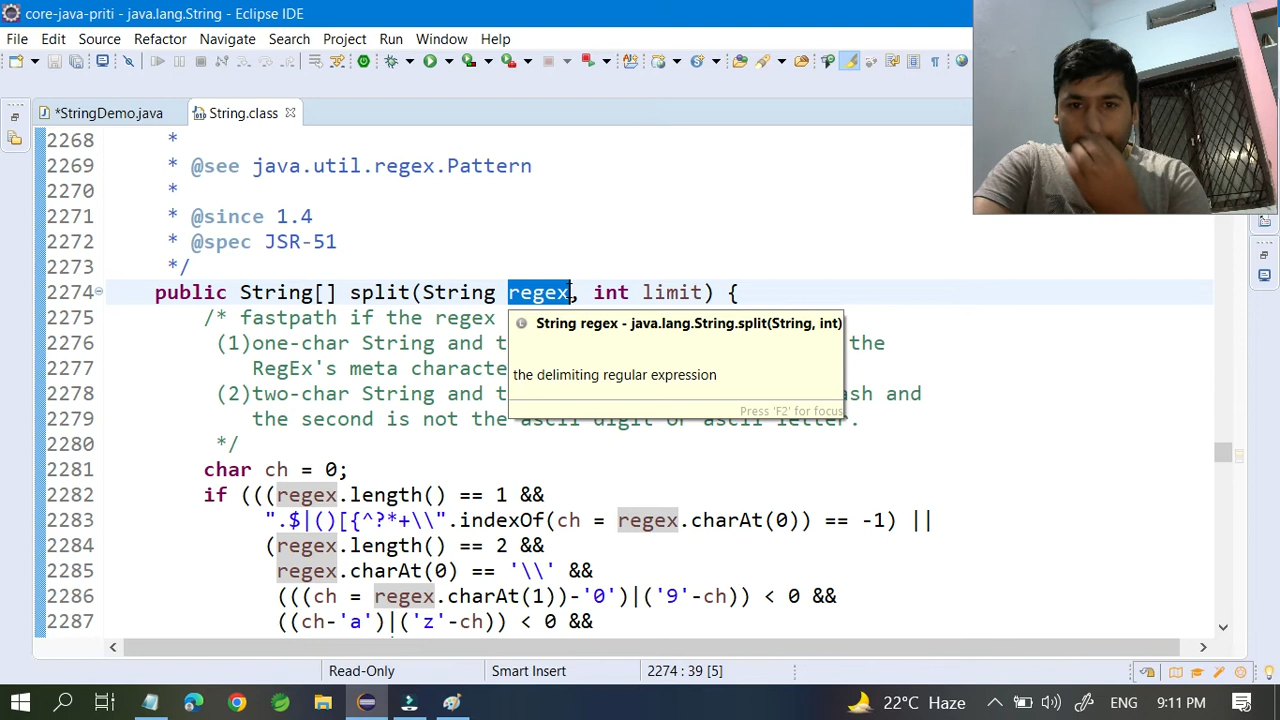 core-java-priti - java.lang.String - Eclipse IDE
File Edit Source Refactor Navigate Search Project Run Window Help
*StringDemo.java String.class
2268 *
2269 * @see java.util.regex.Pattern
2270 *
2271 * @since 1.4
2272 * @spec JSR-51
2273 */
2274 public String[] split(String regex, int limit) {
2275 /* fastpath if the regex
String regex - java.lang.String.split(String, int)
2276 (1)one-char String and t the
2277 RegEx's meta characte
the delimiting regular expression
2278 (2)two-char String and t ash and
Press 'F2' for focus
2279 the second is not the ascii digit or ascii letter.
2280 */
2281 char ch = 0;
2282 if (((regex.length() == 1 &&
2283 ".$|()[{^?*+\\".indexOf(ch = regex.charAt(0)) == -1) ||
2284 (regex.length() == 2 &&
2285 regex.charAt(0) == '\\' &&
2286 (((ch = regex.charAt(1))-'0')|('9'-ch)) < 0 &&
2287 ((ch-'a')|('z'-ch)) < 0 &&
Read-Only Smart Insert 2274 : 39 [5]
22°C Haze ENG 9:11 PM